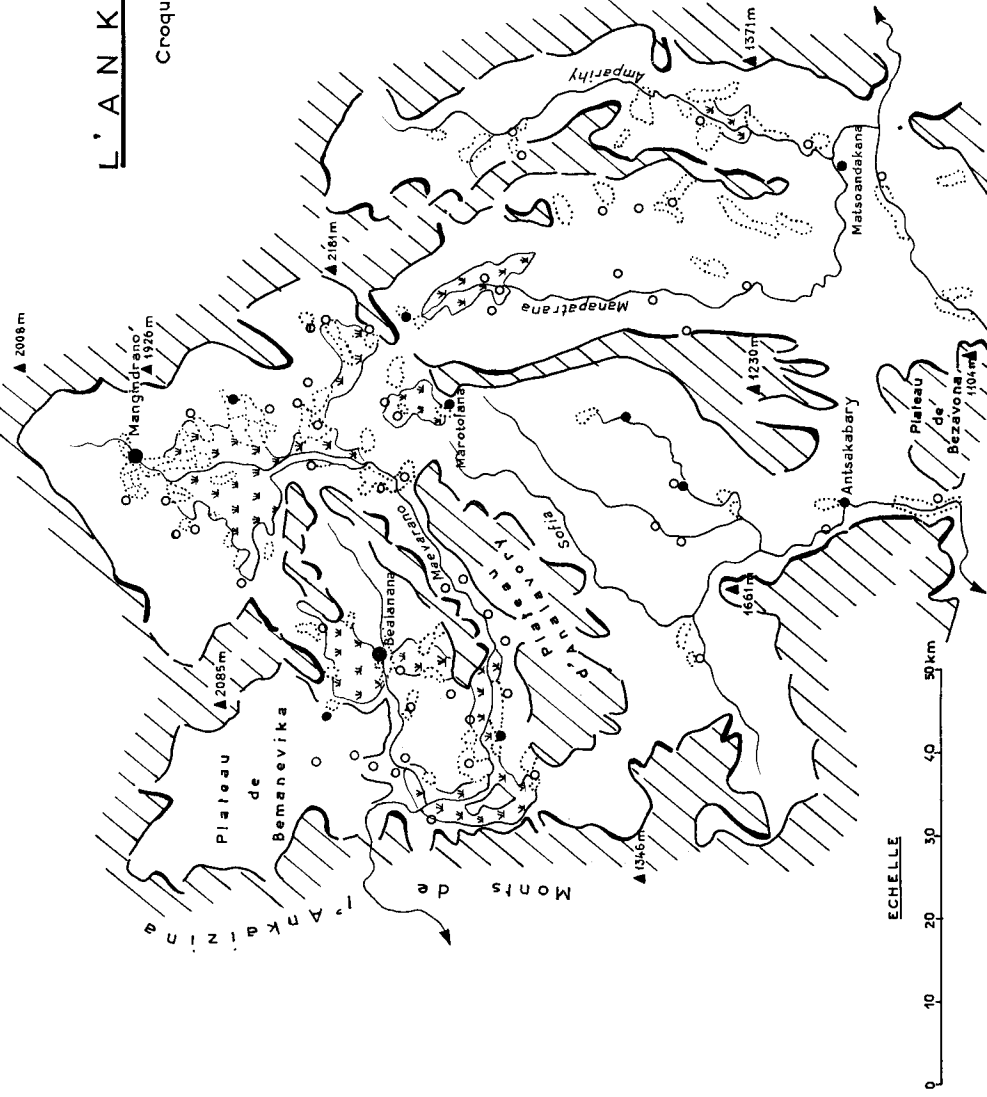 L' A N K
Croqu
2008m
Mangindrano
1926m
2181m
1371m
Amparihy
Matsoandakana
Manapatrana
2085m
Plateau
de
Bemanevika
Bealanana
Maevarano
Marotolana
Plateau
d'Analavory
Sofia
1230m
Antsakabary
Plateau
de
Bezavona
1104m
1661m
1346m
Monts de
l'Ankaizina
ECHELLE
0 10 20 30 40 50km